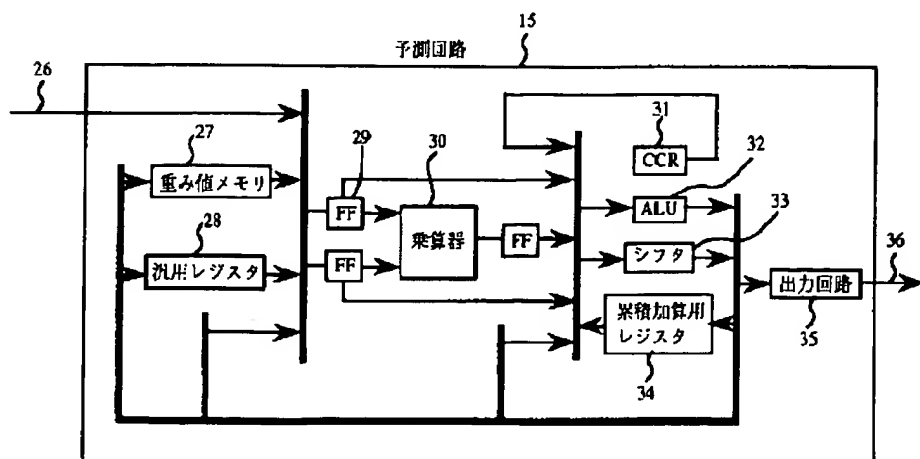 15
予測回路
26
27
重み値メモリ
28
汎用レジスタ
29
FF
FF
30
乗算器
FF
31
CCR
32
ALU
33
シフタ
累積加算用
レジスタ
34
出力回路
35
36